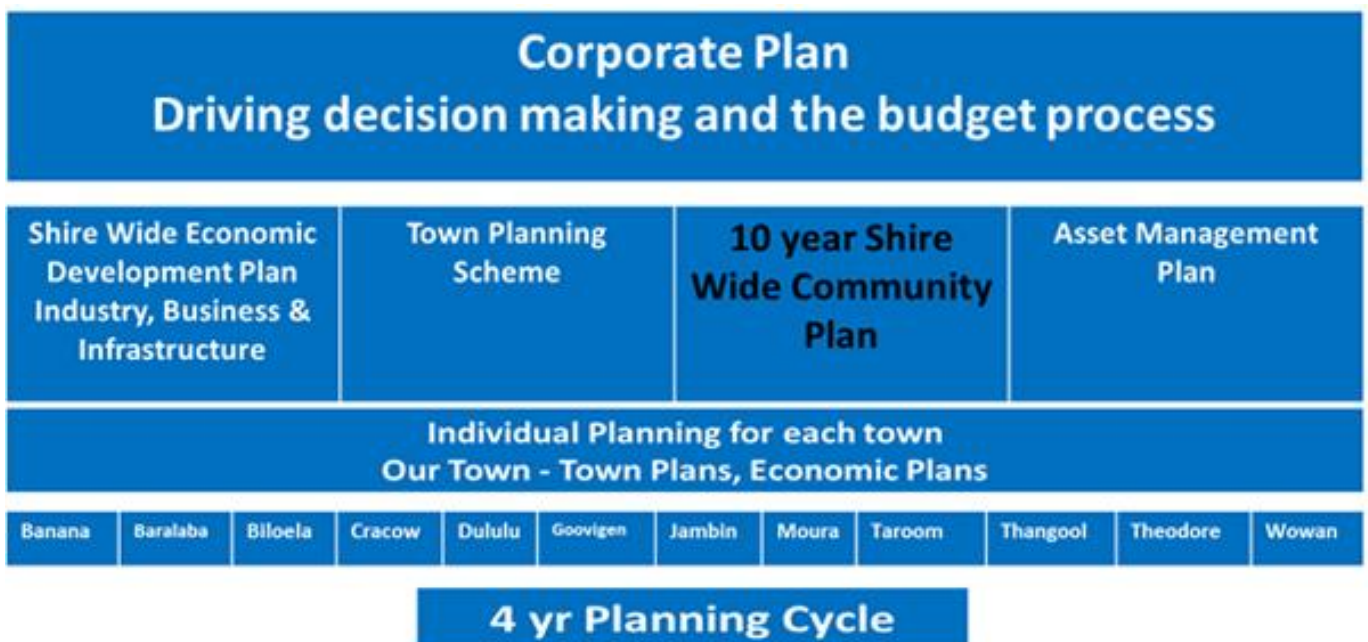 Corporate Plan
Driving decision making and the budget process
Shire Wide Economic
Development Plan
Industry, Business &
Infrastructure
Town Planning
Scheme
10 year Shire
Wide Community
Plan
Asset Management
Plan
Individual Planning for each town
Our Town - Town Plans, Economic Plans
Banana
Baralaba
Biloela
Cracow
Dululu
Goovigen
Jambin
Moura
Taroom
Thangool
Theodore
Wowan
4 yr Planning Cycle